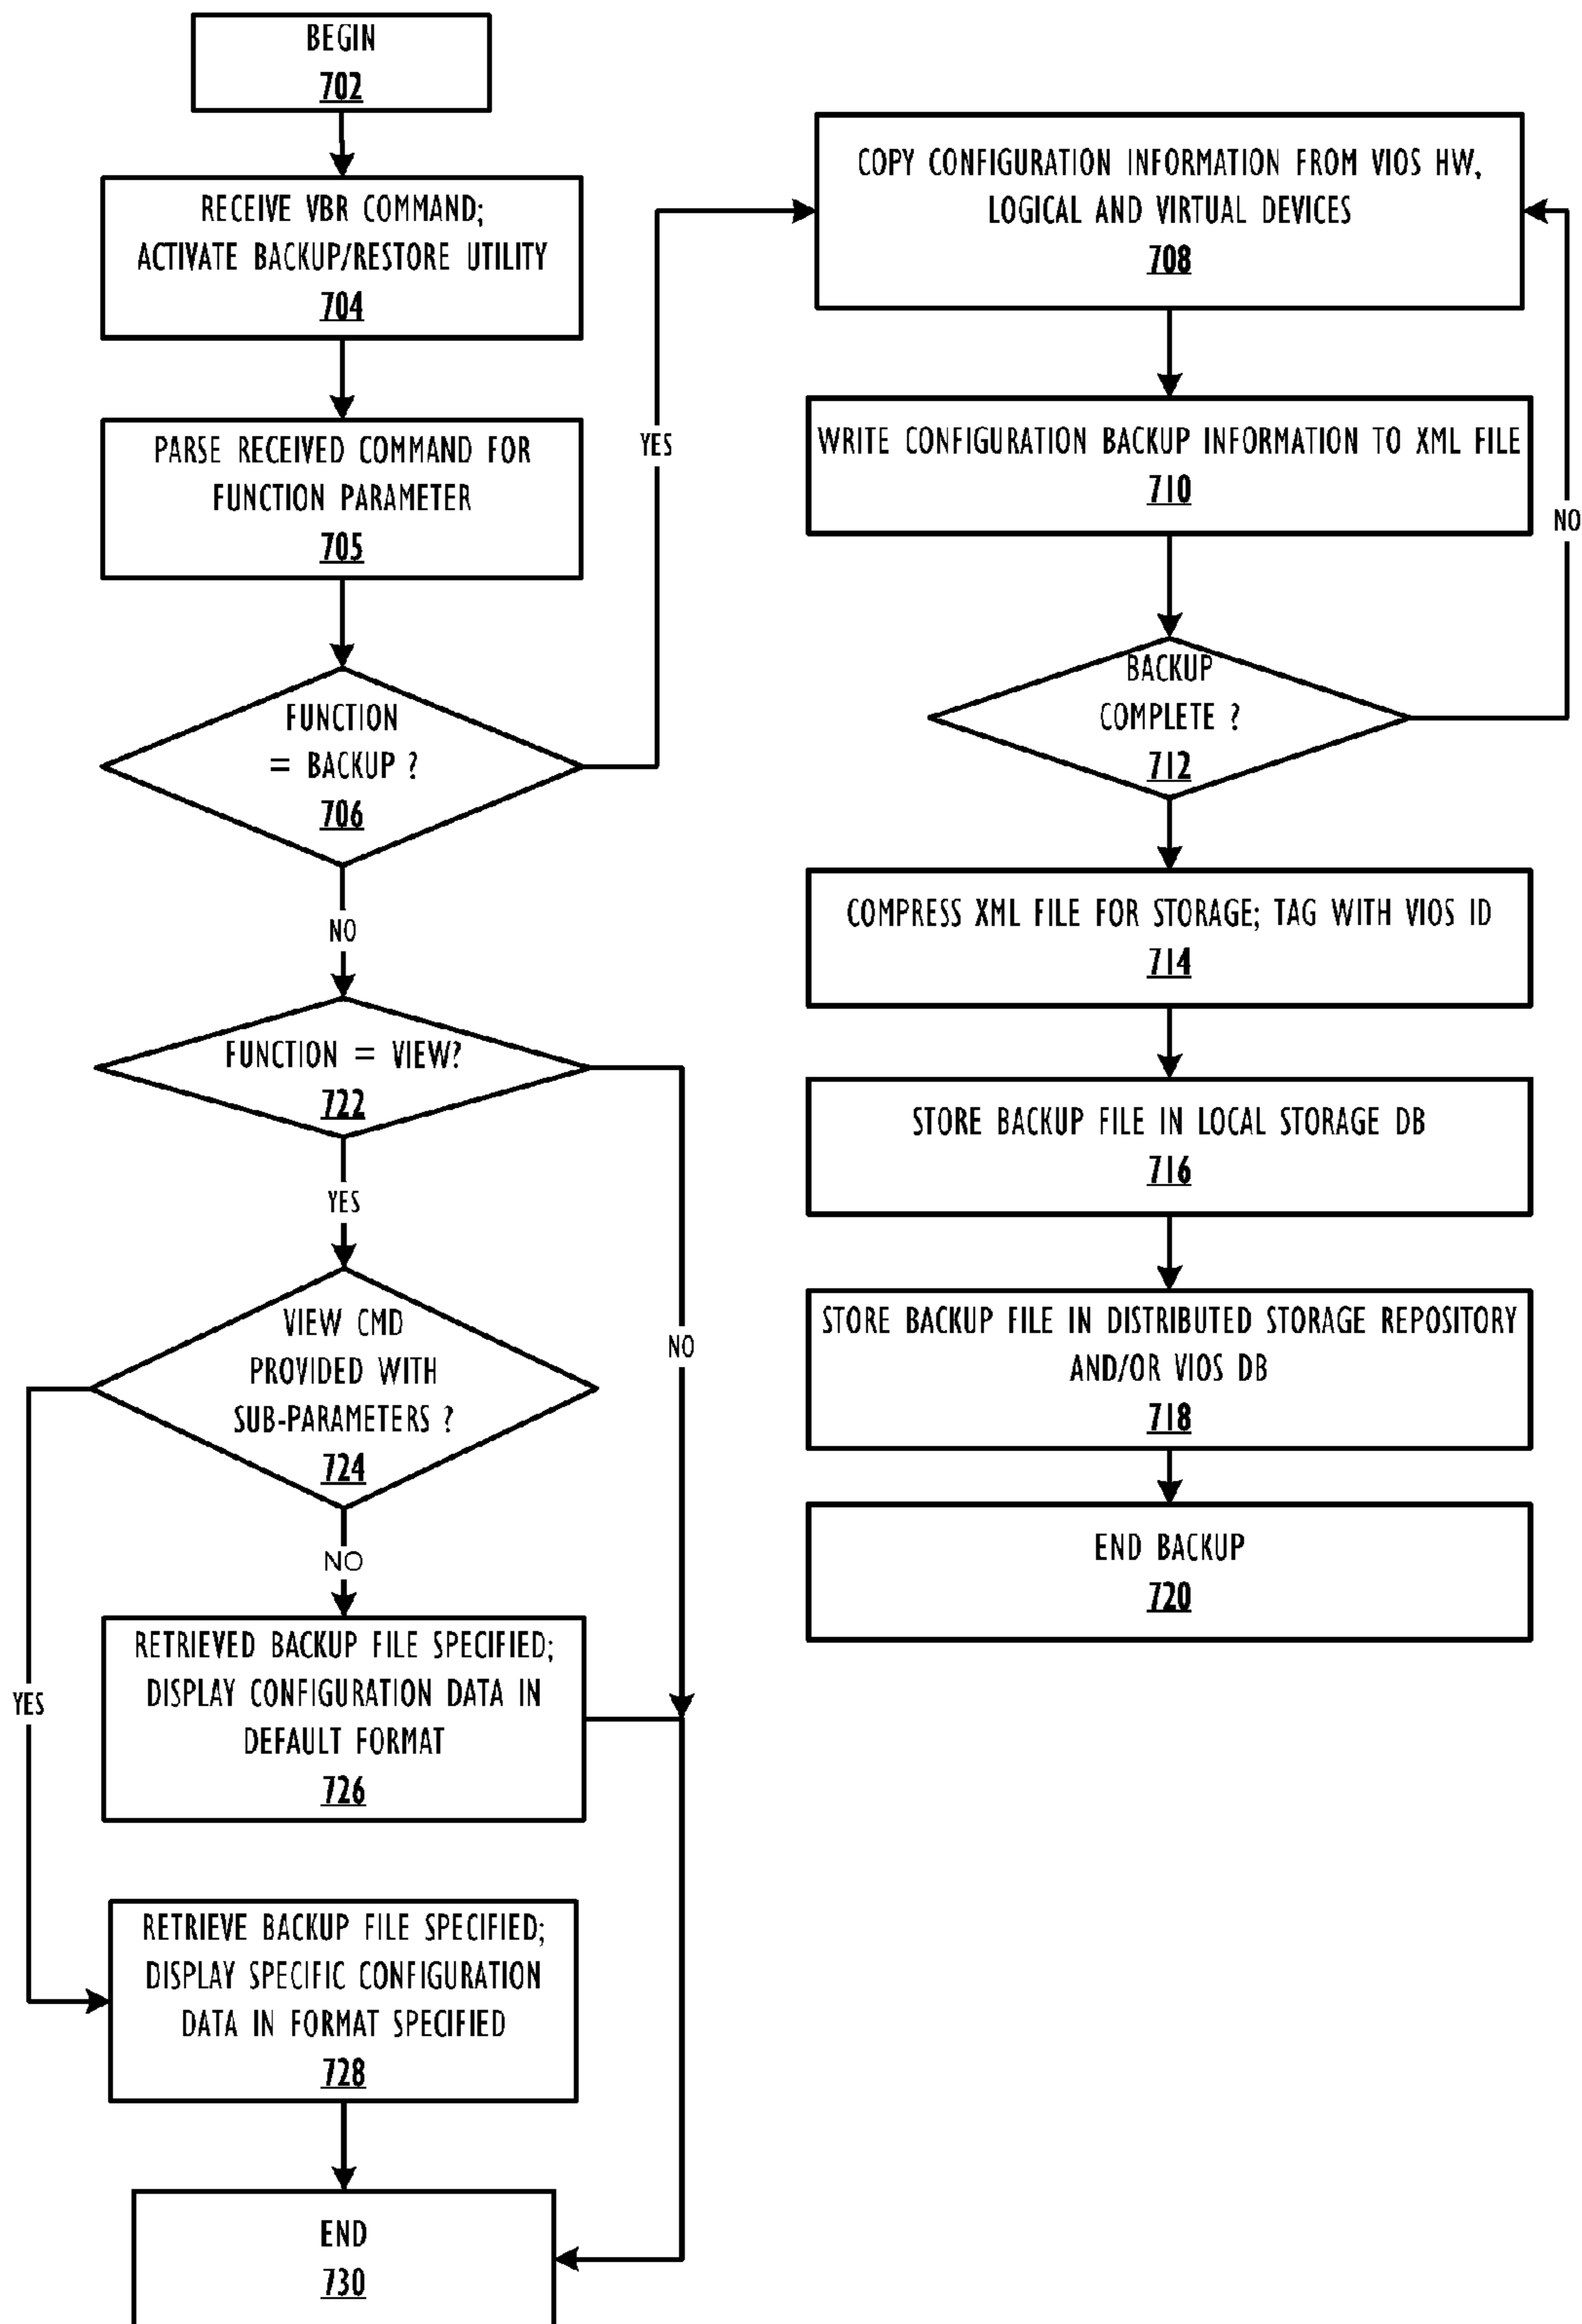 BEGIN
702
RECEIVE VBR COMMAND;
ACTIVATE BACKUP/RESTORE UTILITY
704
PARSE RECEIVED COMMAND FOR
FUNCTION PARAMETER
705
FUNCTION
= BACKUP ?
706
YES
NO
FUNCTION = VIEW?
722
YES
NO
VIEW CMD
PROVIDED WITH
SUB-PARAMETERS ?
724
NO
YES
RETRIEVED BACKUP FILE SPECIFIED;
DISPLAY CONFIGURATION DATA IN
DEFAULT FORMAT
726
RETRIEVE BACKUP FILE SPECIFIED;
DISPLAY SPECIFIC CONFIGURATION
DATA IN FORMAT SPECIFIED
728
END
730
COPY CONFIGURATION INFORMATION FROM VIOS HW,
LOGICAL AND VIRTUAL DEVICES
708
WRITE CONFIGURATION BACKUP INFORMATION TO XML FILE
710
NO
BACKUP
COMPLETE ?
712
COMPRESS XML FILE FOR STORAGE; TAG WITH VIOS ID
714
STORE BACKUP FILE IN LOCAL STORAGE DB
716
STORE BACKUP FILE IN DISTRIBUTED STORAGE REPOSITORY
AND/OR VIOS DB
718
END BACKUP
720